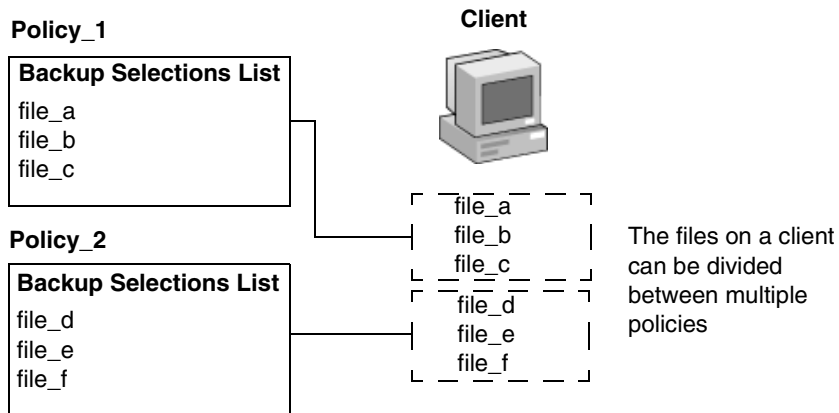 Policy_1
Backup Selections List
file_a
file_b
file_c
Policy_2
Backup Selections List
file_d
file_e
file_f
Client
file_a
file_b
file_c
file_d
file_e
file_f
The files on a client
can be divided
between multiple
policies